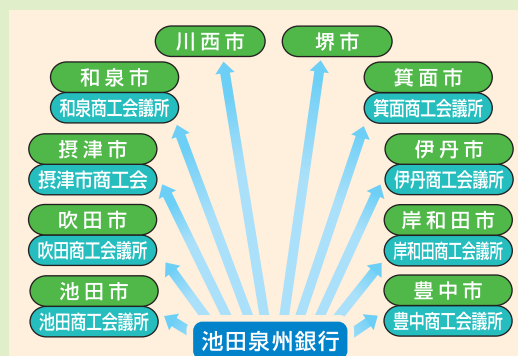 川西市
堺市
和泉市
和泉商工会議所
箕面市
箕面商工会議所
摂津市
摂津市商工会
伊丹市
伊丹商工会議所
吹田市
吹田商工会議所
岸和田市
岸和田商工会議所
池田市
池田商工会議所
豊中市
豊中商工会議所
池田泉州銀行